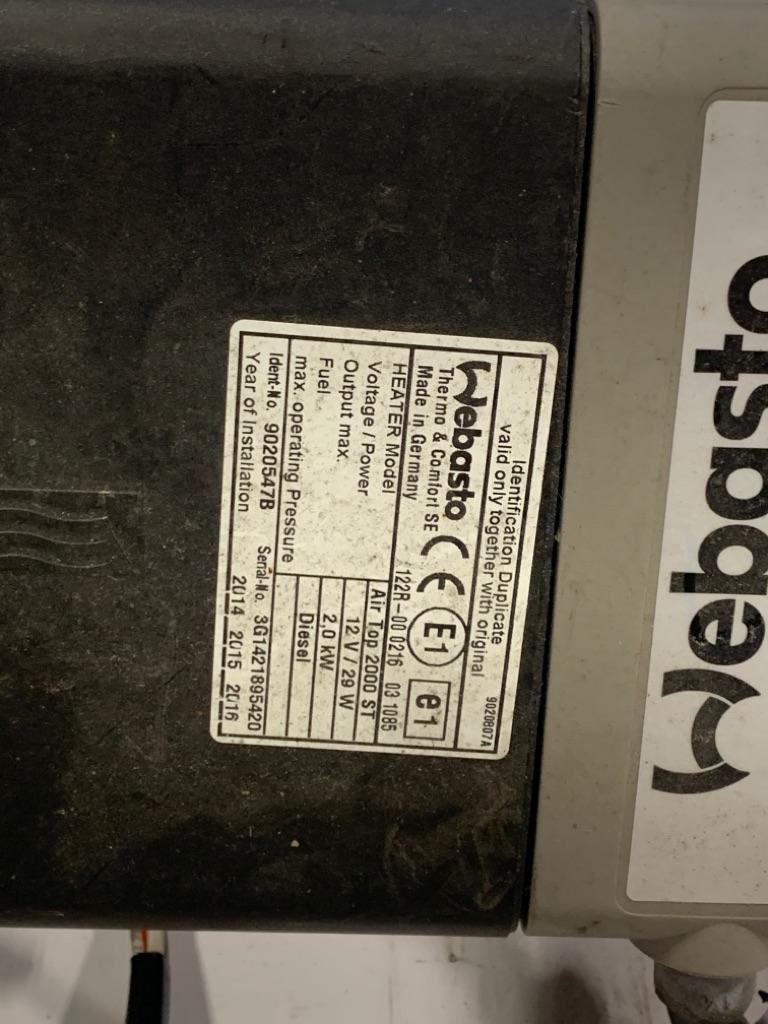 Identification Duplicate
valid only together with original
9020807A
Webasto
Thermo & Comfort SE
Made in Germany
CE E1 e1
122R-00 0216 03 1085
HEATER Model Air Top 2000 ST
Voltage / Power 12 V / 29 W
Output max. 2,0 kW
Fuel Diesel
max. operating Pressure
Ident-No. 9020547B Serial-No. 3G1421895420
Year of Installation 2014 2015 2016
Webasto